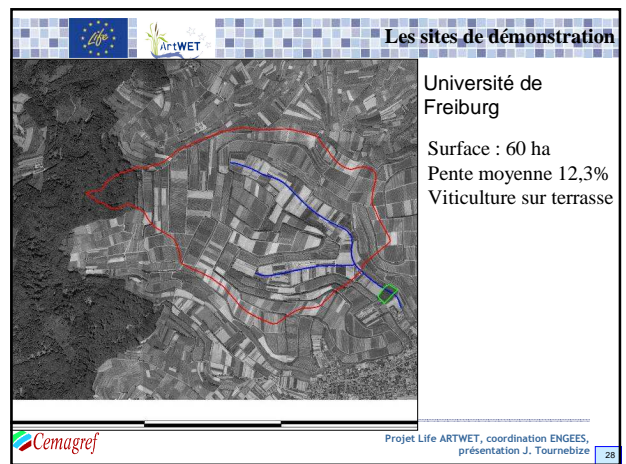 Life
ArtWET
Les sites de démonstration
Université de
Freiburg
Surface : 60 ha
Pente moyenne 12,3%
Viticulture sur terrasse
Cemagref
Projet Life ARTWET, coordination ENGEES,
présentation J. Tournebize
28